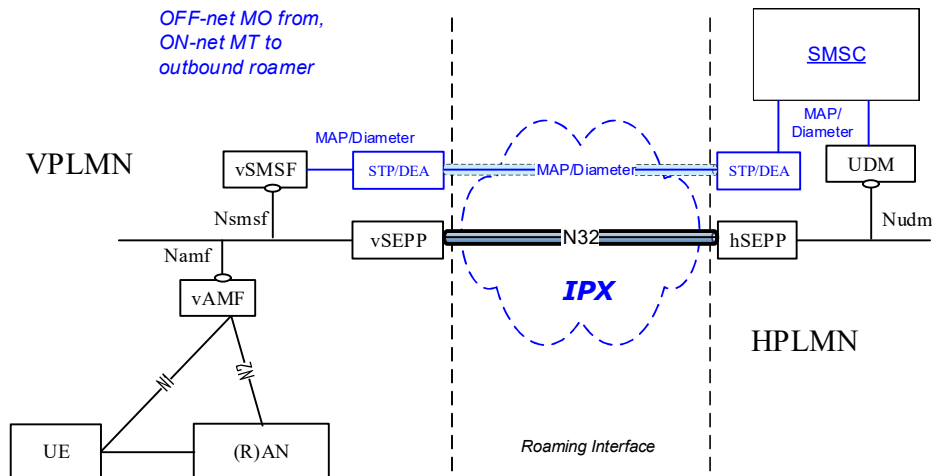 OFF-net MO from,
ON-net MT to
outbound roamer
SMSC
MAP/
Diameter
MAP/Diameter
VPLMN
vSMSF
STP/DEA
MAP/Diameter
STP/DEA
UDM
Nsmsf
Nudm
vSEPP
N32
hSEPP
Namf
vAMF
IPX
HPLMN
N1
N2
UE
(R)AN
Roaming Interface